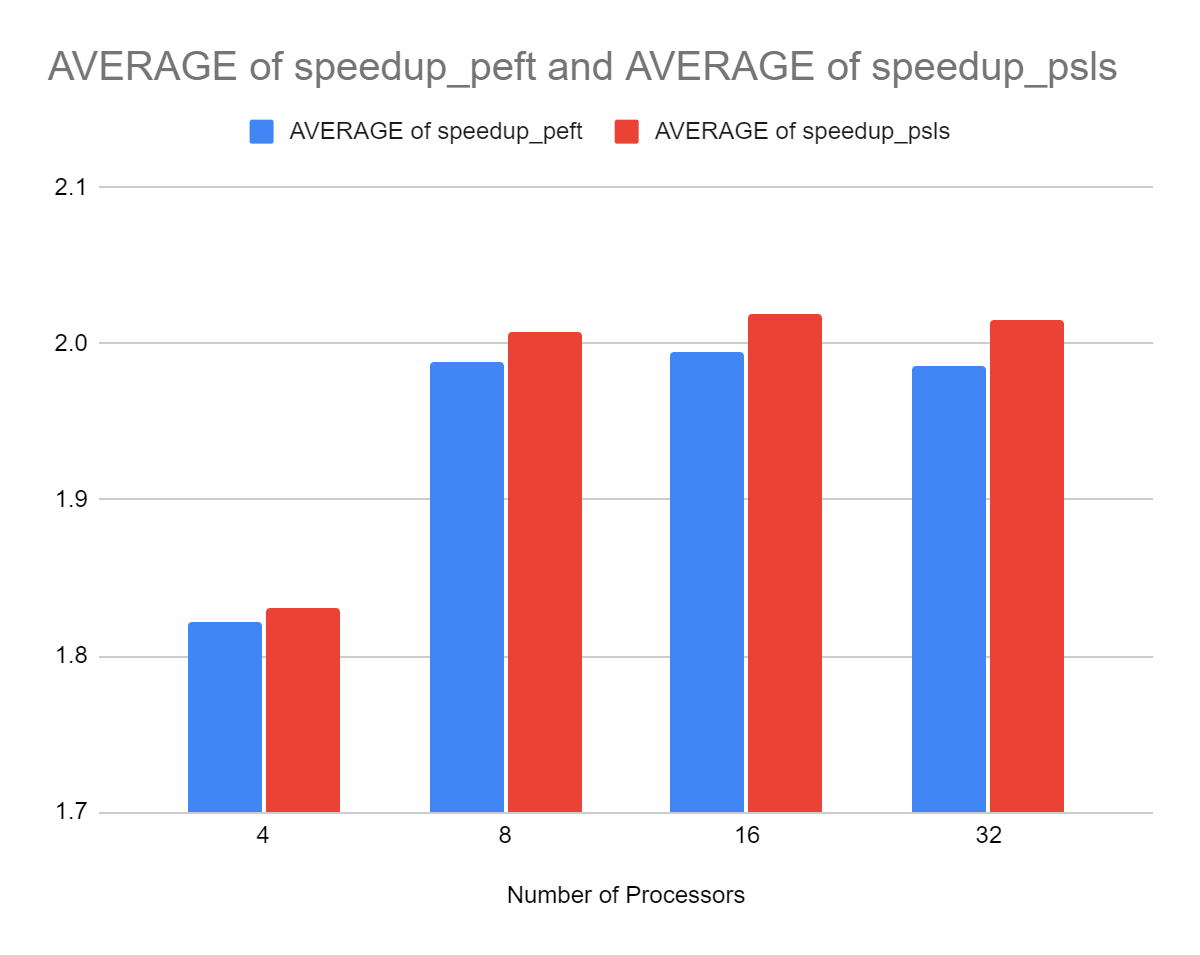 AVERAGE of speedup_peft and AVERAGE of speedup_psls
AVERAGE of speedup_peft AVERAGE of speedup_psls
2.1
2.0
1.9
1.8
1.7
4 8 16 32
Number of Processors